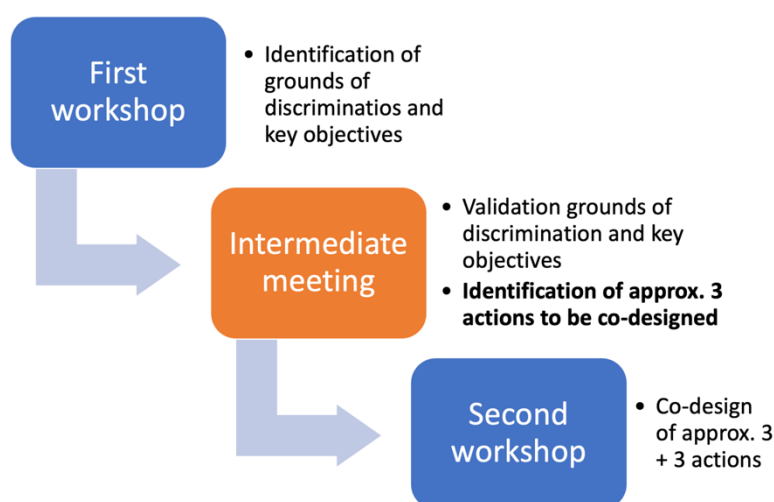 First
workshop
• Identification of
grounds of
discriminatios and
key objectives
Intermediate
meeting
• Validation grounds of
discrimination and key
objectives
• Identification of approx. 3
actions to be co-designed
Second
workshop
• Co-design
of approx. 3
+ 3 actions